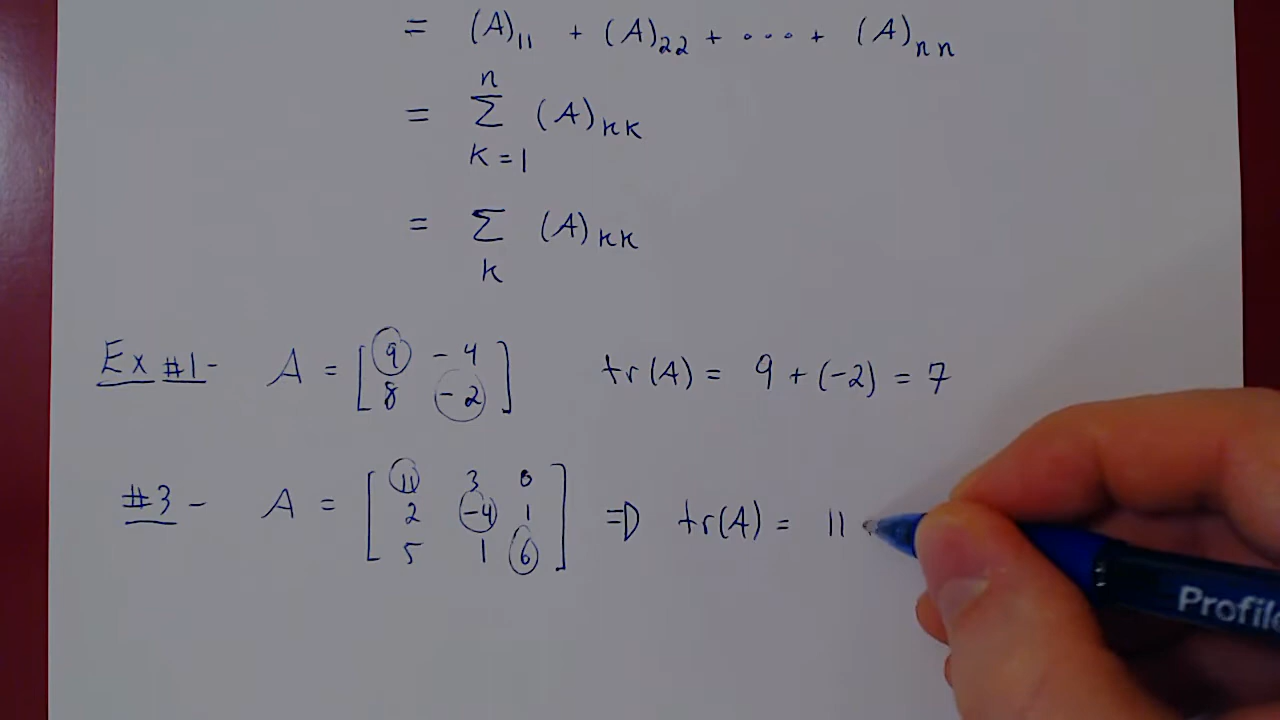 = (A)₁₁ + (A)₂₂ + ... + (A)ₙₙ
n
= Σ (A)ₖₖ
k=1
= Σ (A)ₖₖ
k
Ex #1- A = [ 9 -4 ] tr(A) = 9 + (-2) = 7
[ 8 -2 ]
#3 - A = [ 11 3 0 ] => tr(A) = 11
[ 2 -4 1 ]
[ 5 1 6 ]
Profil